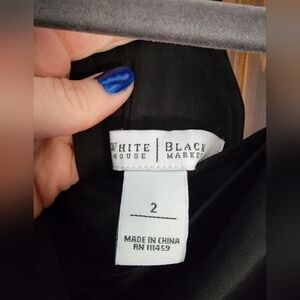 WHITE | BLACK
HOUSE | MARKET
2
MADE IN CHINA
RN 111459